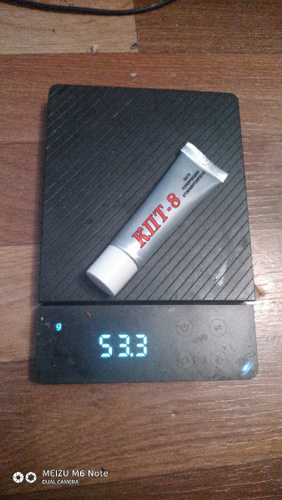 КПТ-8
g
53.3
MEIZU M6 Note
DUAL CAMERA